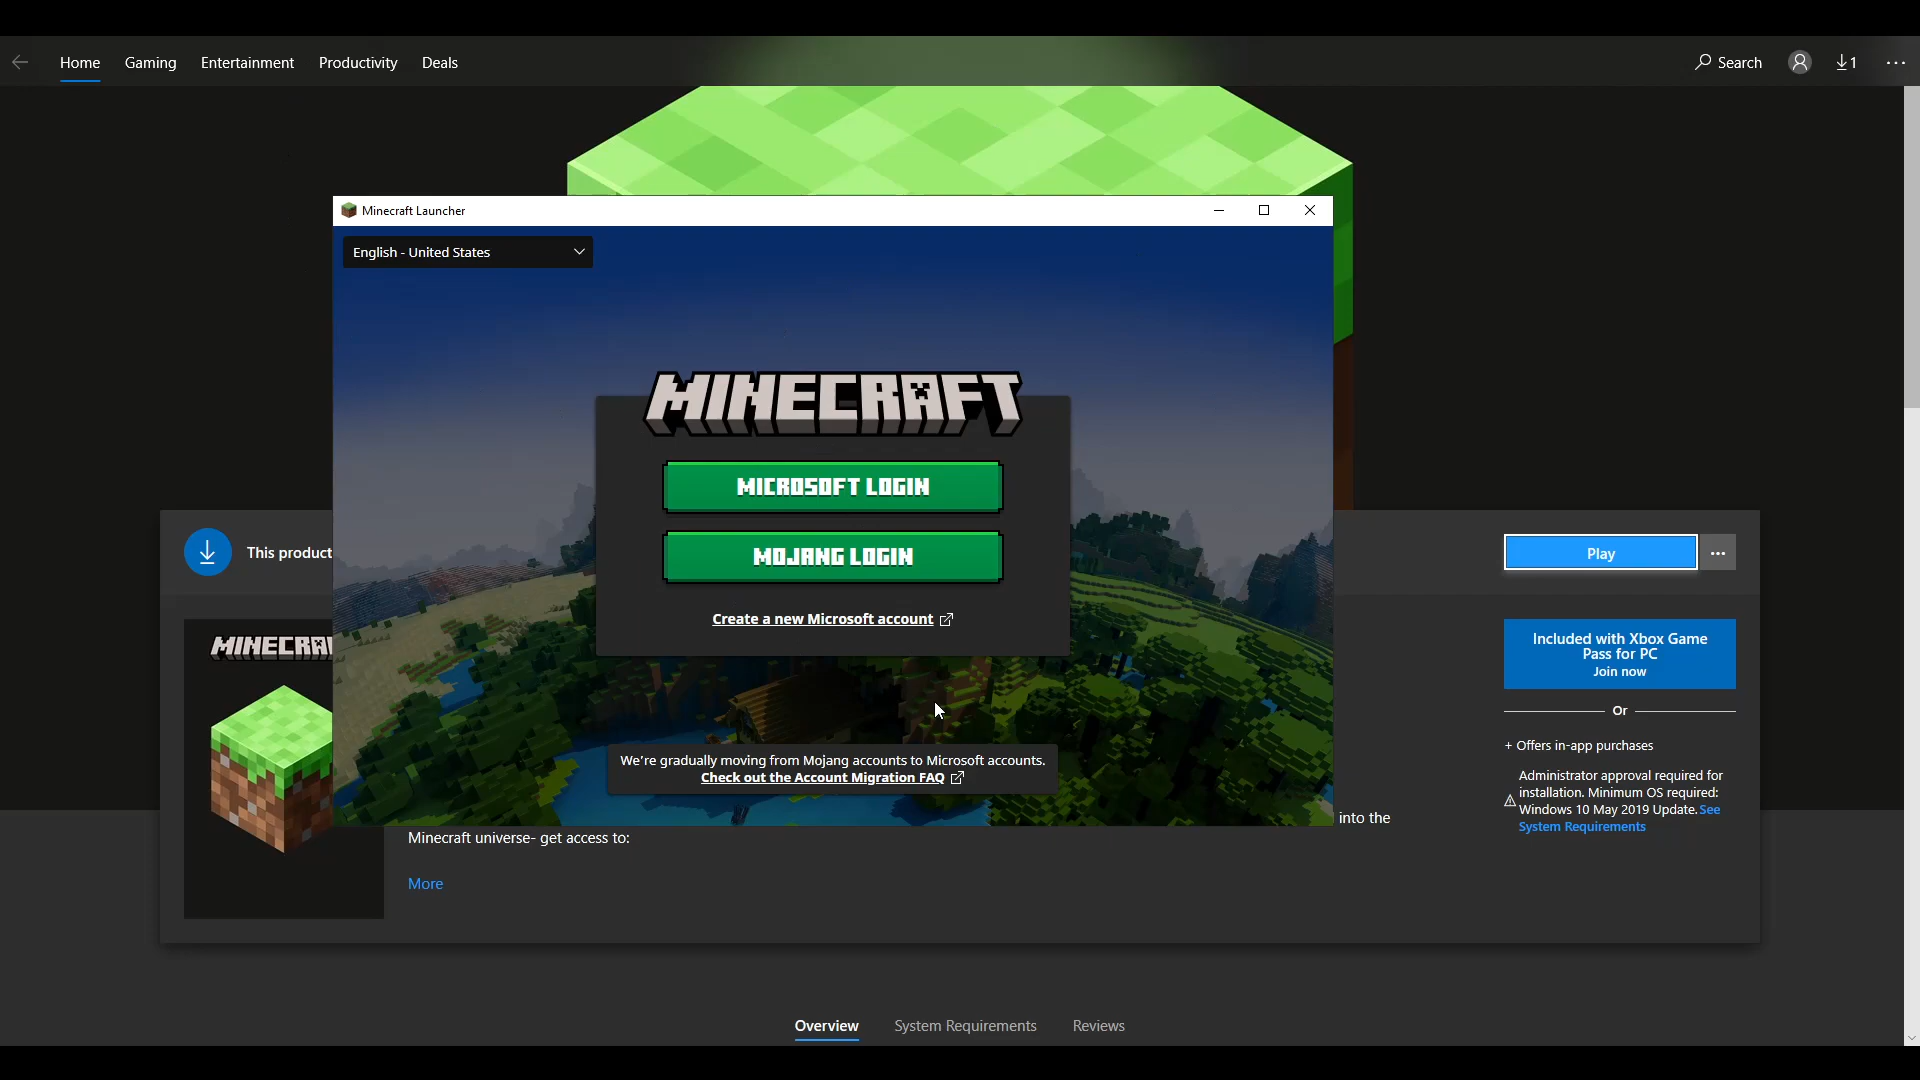 Home Gaming Entertainment Productivity Deals
Search 1
Minecraft Launcher
English - United States
MINECRAFT
MICROSOFT LOGIN
MOJANG LOGIN
Create a new Microsoft account
We're gradually moving from Mojang accounts to Microsoft accounts.
Check out the Account Migration FAQ
This product
Play
MINECRA
Included with Xbox Game
Pass for PC
Join now
Or
+ Offers in-app purchases
Administrator approval required for
installation. Minimum OS required:
Windows 10 May 2019 Update. See
System Requirements
into the
Minecraft universe- get access to:
More
Overview System Requirements Reviews